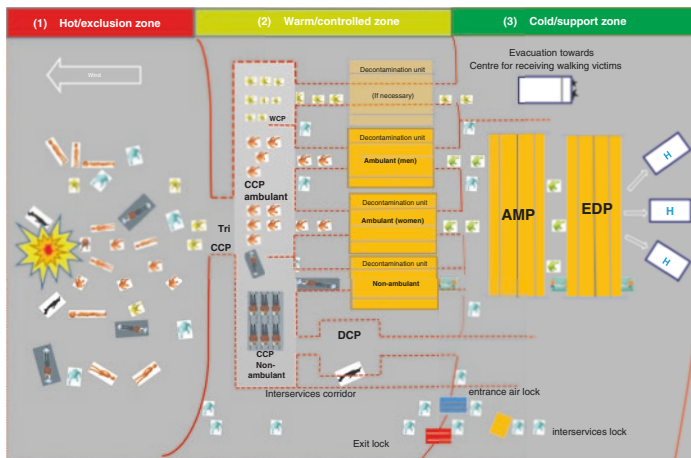 (1) Hot/exclusion zone
(2) Warm/controlled zone
(3) Cold/support zone
Wind
Evacuation towards
Centre for receiving walking victims
Decontamination unit
(If necessary)
WCP
Decontamination unit
Ambulant (men)
CCP
ambulant
Decontamination unit
Ambulant (women)
Tri
CCP
Decontamination unit
Non-ambulant
AMP
EDP
H
H
H
DCP
CCP
Non-
ambulant
Interservices corridor
entrance air lock
Exit lock
interservices lock